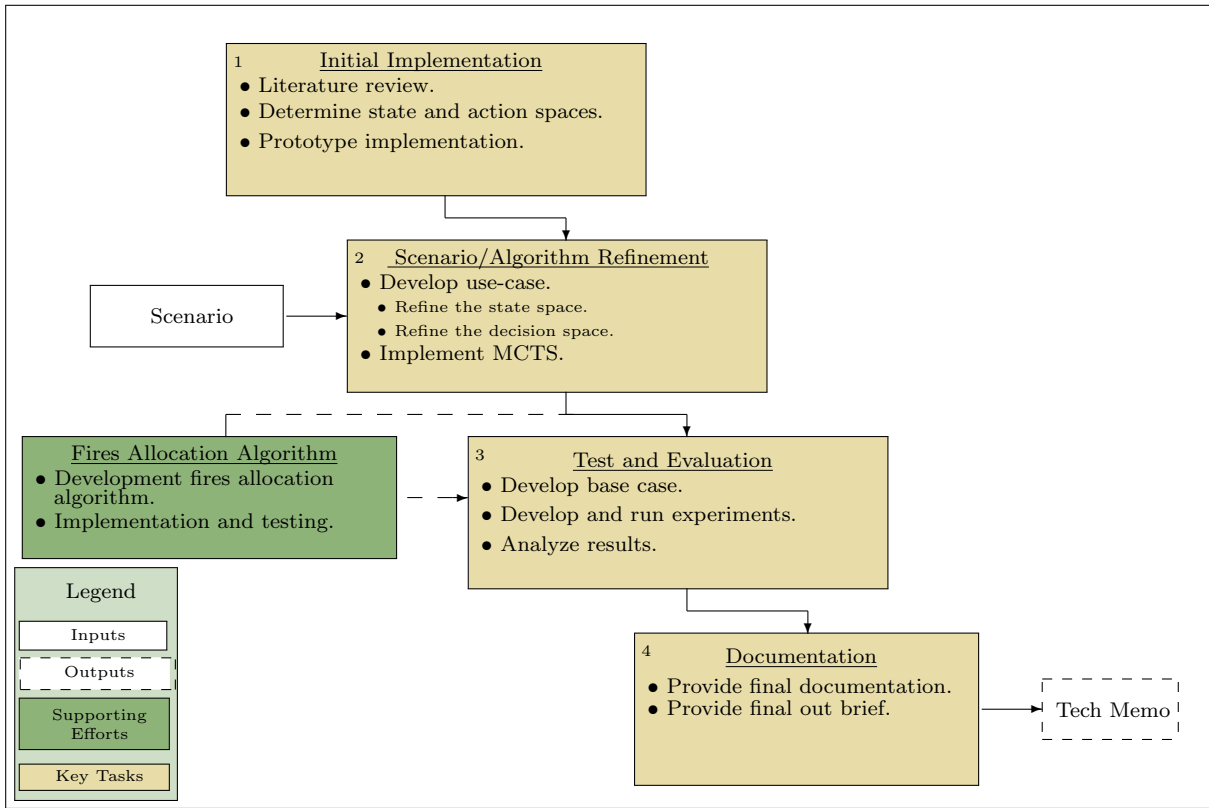 1
Initial Implementation
• Literature review.
• Determine state and action spaces.
• Prototype implementation.
2
Scenario/Algorithm Refinement
• Develop use-case.
• Refine the state space.
• Refine the decision space.
• Implement MCTS.
Scenario
Fires Allocation Algorithm
• Development fires allocation
algorithm.
• Implementation and testing.
3
Test and Evaluation
• Develop base case.
• Develop and run experiments.
• Analyze results.
4
Documentation
• Provide final documentation.
• Provide final out brief.
Tech Memo
Legend
Inputs
Outputs
Supporting
Efforts
Key Tasks